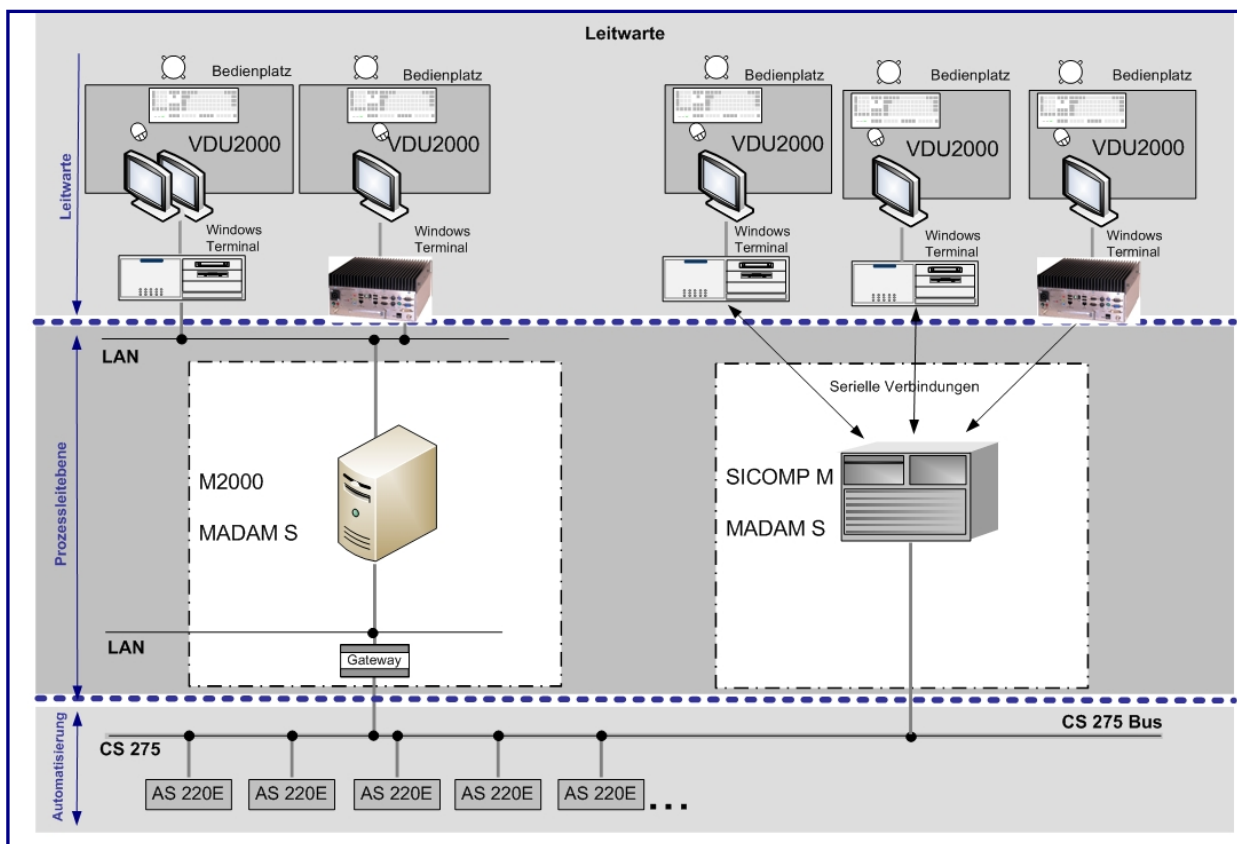 Leitwarte
Bedienplatz
Bedienplatz
Bedienplatz
Bedienplatz
Bedienplatz
VDU2000
VDU2000
VDU2000
VDU2000
VDU2000
Leitwarte
Windows
Terminal
Windows
Terminal
Windows
Terminal
Windows
Terminal
Windows
Terminal
LAN
Prozessleitebene
Serielle Verbindungen
M2000
MADAM S
SICOMP M
MADAM S
LAN
Gateway
Automatisierung
CS 275
CS 275 Bus
AS 220E
AS 220E
AS 220E
AS 220E
AS 220E
...